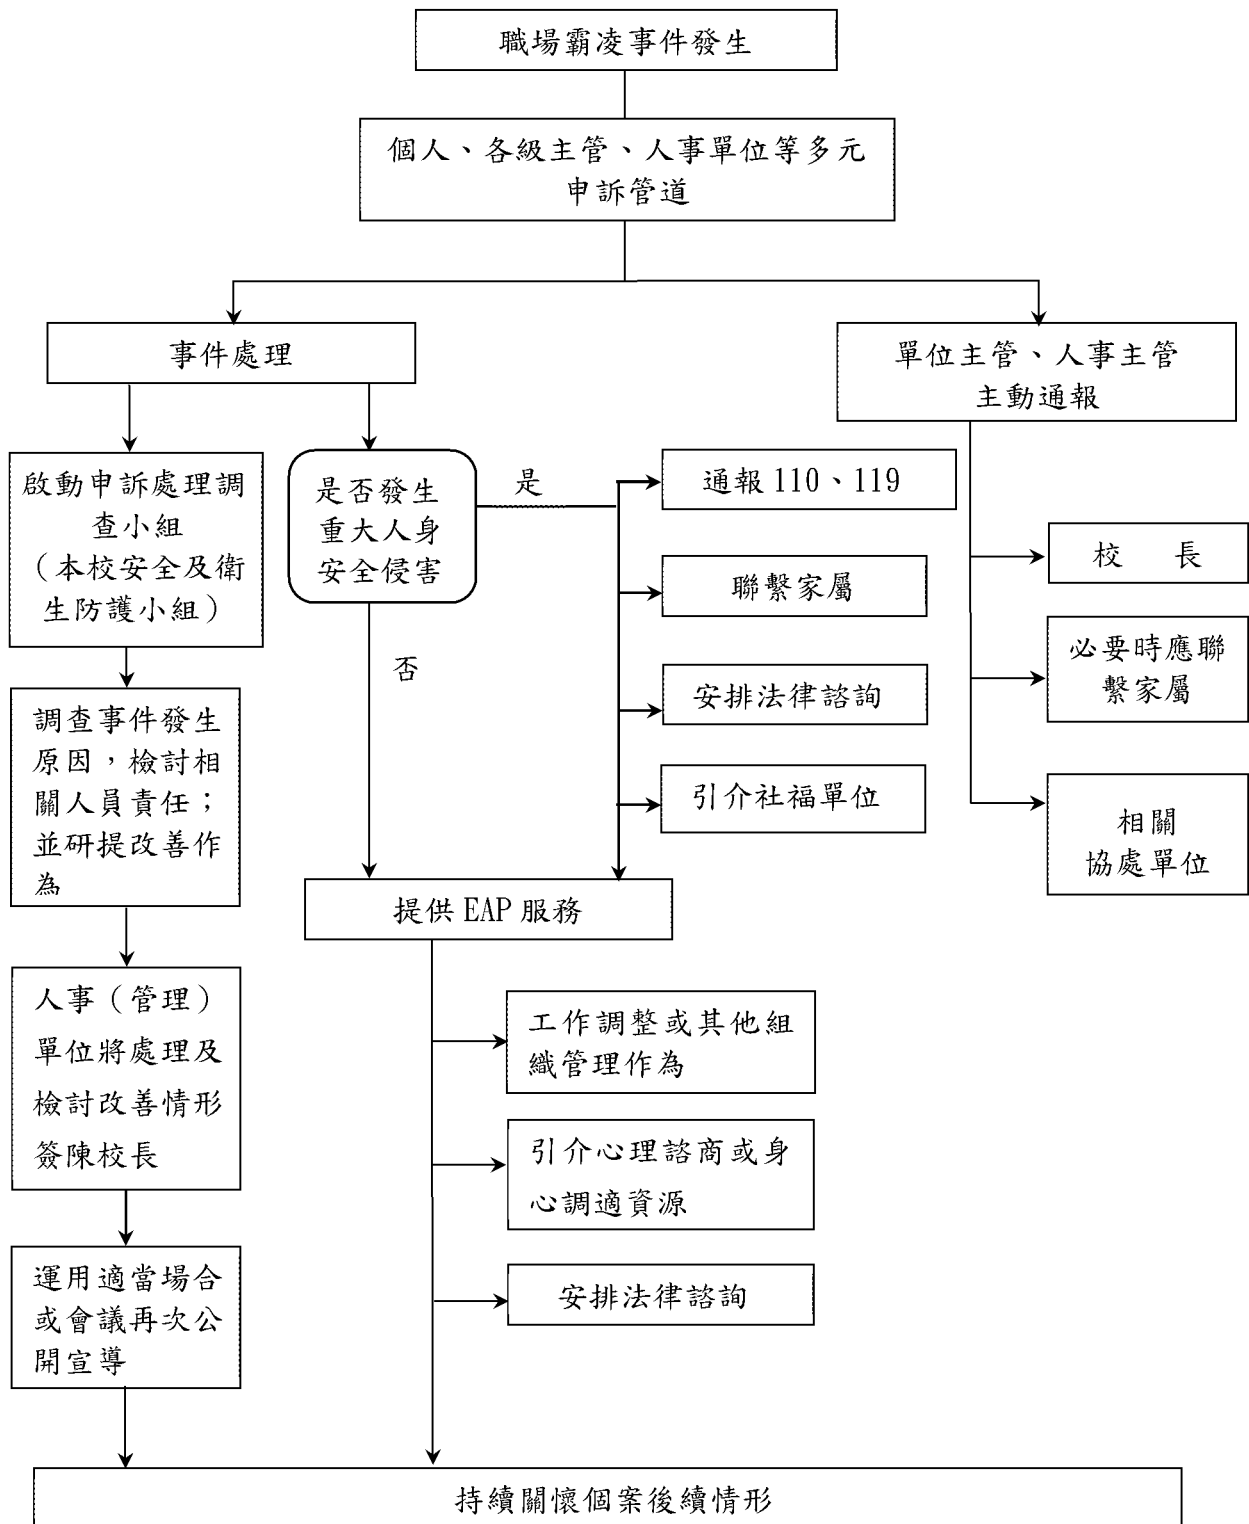 職場霸凌事件發生
個人、各級主管、人事單位等多元
申訴管道
事件處理
單位主管、人事主管
主動通報
啟動申訴處理調
查小組
（本校安全及衛
生防護小組）
是否發生
重大人身
安全侵害
是
否
通報 110、119
聯繫家屬
安排法律諮詢
引介社福單位
校 長
必要時應聯
繫家屬
相關
協處單位
調查事件發生
原因，檢討相
關人員責任；
並研提改善作
為
提供 EAP 服務
人事（管理）
單位將處理及
檢討改善情形
簽陳校長
工作調整或其他組
織管理作為
引介心理諮商或身
心調適資源
安排法律諮詢
運用適當場合
或會議再次公
開宣導
持續關懷個案後續情形